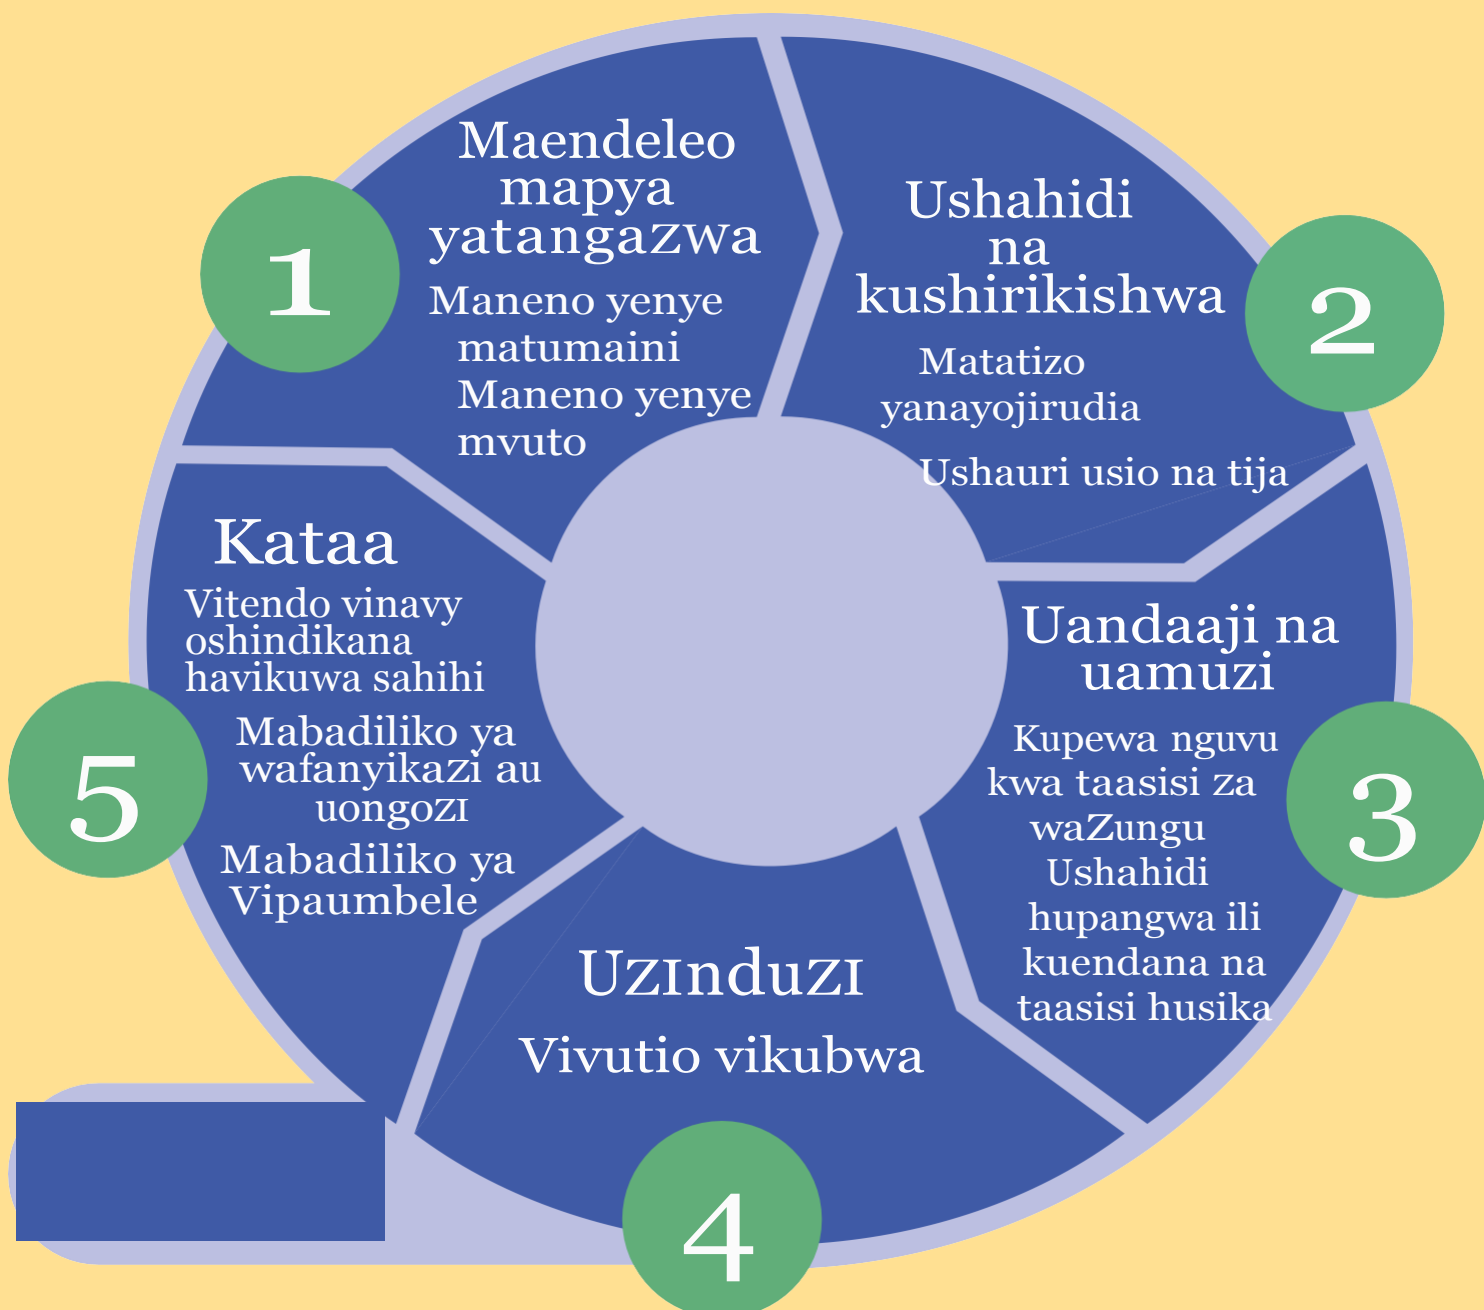 1
Maendeleo
mapya
yatangazwa
Maneno yenye
matumaini
Maneno yenye
mvuto
2
Ushahidi
na
kushirikishwa
Matatizo
yanayojirudia
Ushauri usio na tija
3
Uandaaji na
uamuzi
Kupewa nguvu
kwa taasisi za
waZungu
Ushahidi
hupangwa ili
kuendana na
taasisi husika
4
Uzinduzi
Vivutio vikubwa
5
Kataa
Vitendo vinavy
oshindikana
havikuwa sahihi
Mabadiliko ya
wafanyikazi au
uongozi
Mabadiliko ya
Vipaumbele